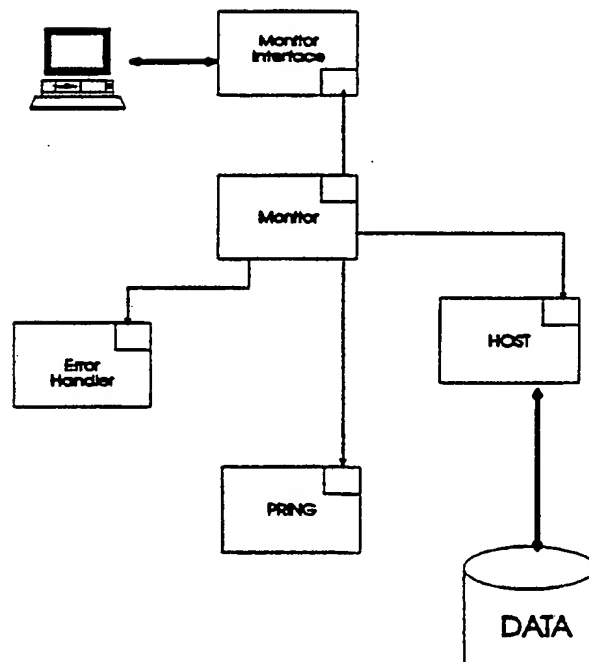 Monitor
Interface
Monitor
HOST
Error
Handler
PRING
DATA